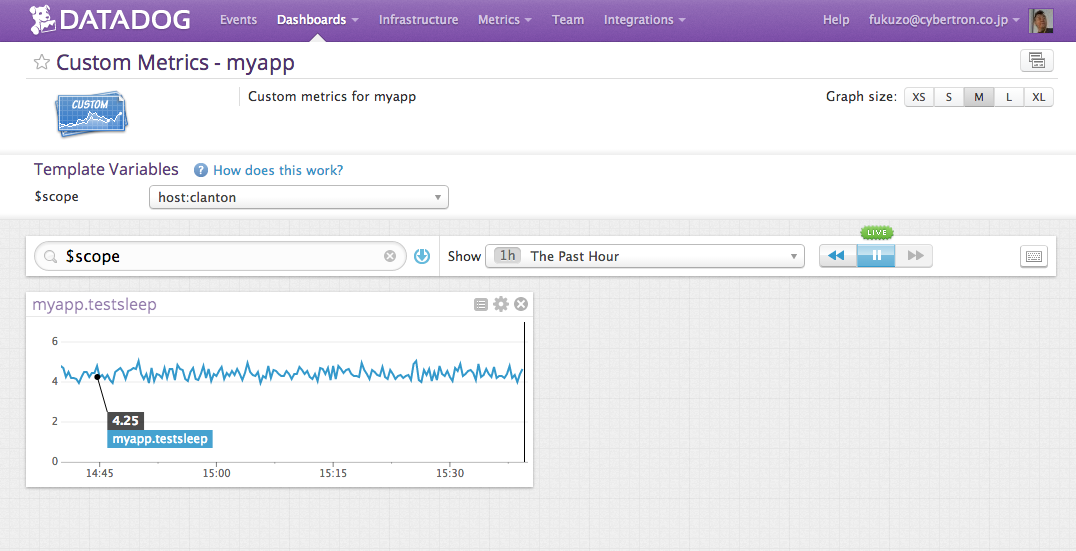 DATADOG Events Dashboards Infrastructure Metrics Team Integrations Help fukuzo@cybertron.co.jp
Custom Metrics - myapp
CUSTOM
Custom metrics for myapp
Graph size: XS S M L XL
Template Variables ? How does this work?
$scope host:clanton
LIVE
$scope Show 1h The Past Hour
myapp.testsleep
6
4
2
0
4.25
myapp.testsleep
14:45 15:00 15:15 15:30